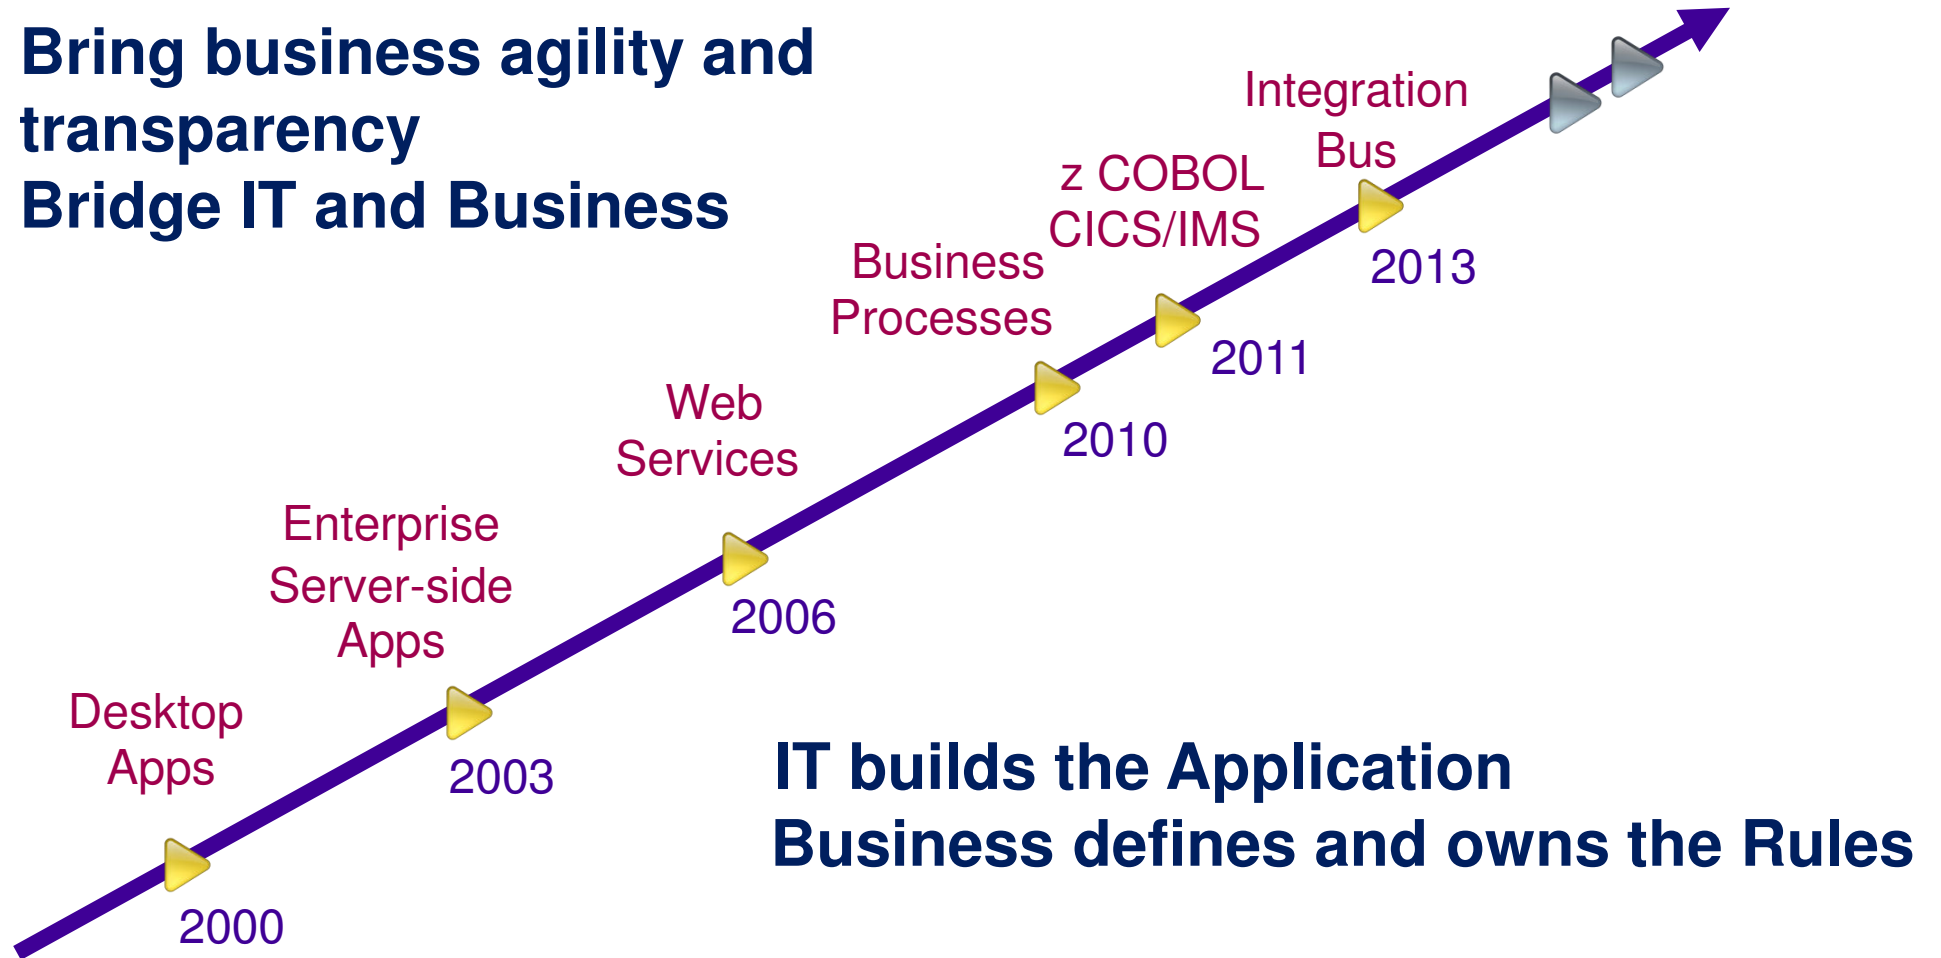 Bring business agility and
transparency
Bridge IT and Business
Integration
Bus
z COBOL
CICS/IMS
2013
Business
Processes
2011
Web
Services
2010
Enterprise
Server-side
Apps
2006
Desktop
Apps
2003
IT builds the Application
Business defines and owns the Rules
2000